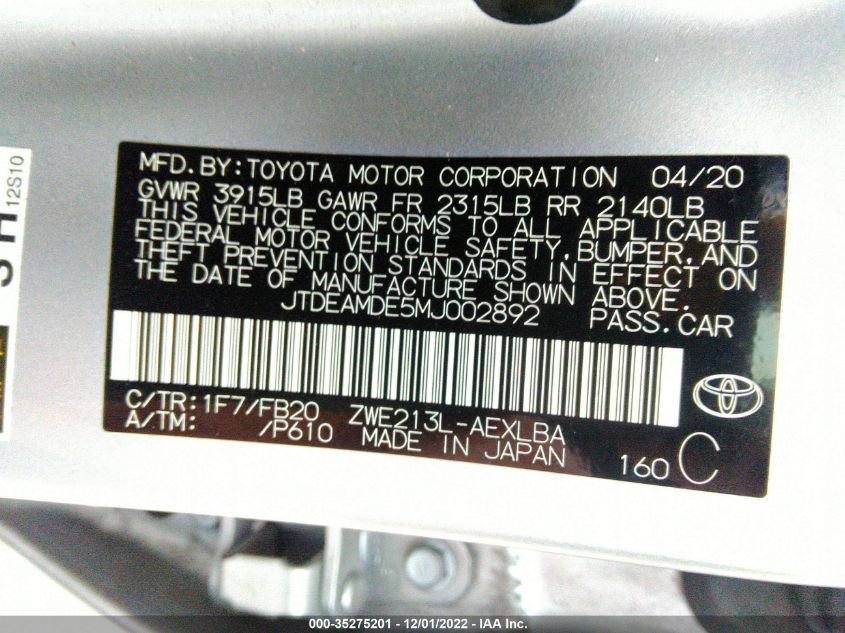 MFD.BY:TOYOTA MOTOR CORPORATION 04/20
GVWR 3915LB GAWR FR 2315LB RR 2140LB
THIS VEHICLE CONFORMS TO ALL APPLICABLE
FEDERAL MOTOR VEHICLE SAFETY,BUMPER,AND
THEFT PREVENTION STANDARDS IN EFFECT ON
THE DATE OF MANUFACTURE SHOWN ABOVE.
JTDEAMDE5MJ002892 PASS.CAR
C/TR:1F7/FB20 ZWE213L-AEXLBA
A/TM: /P610 MADE IN JAPAN 160 C
12S10
000-35275201 - 12/01/2022 - IAA Inc.